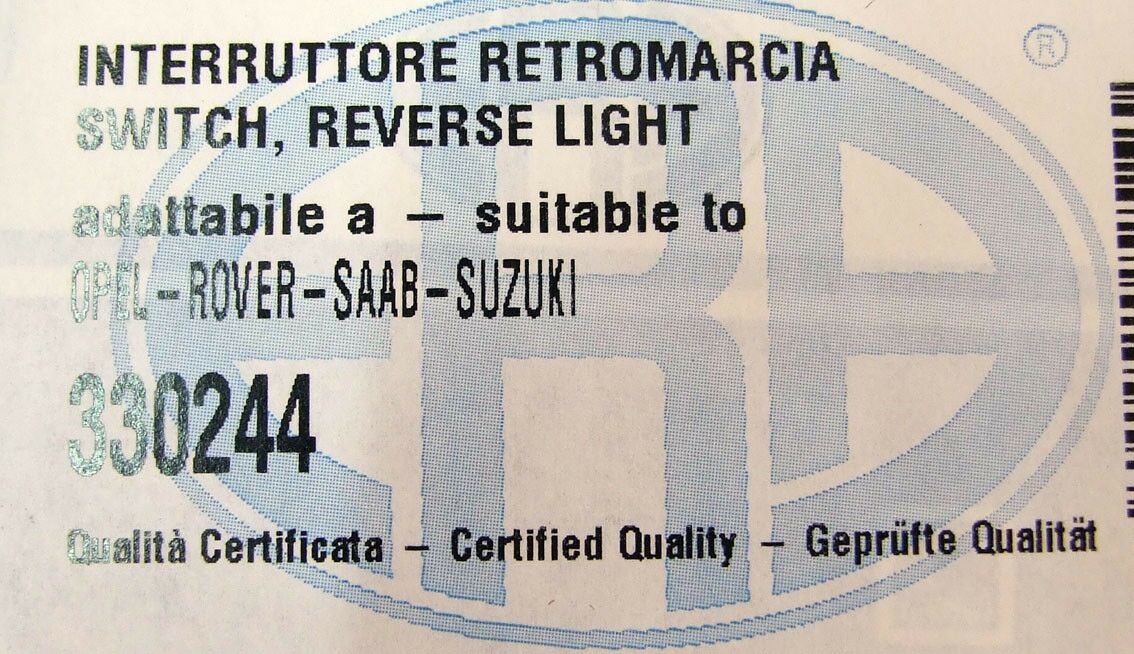 INTERRUTTORE RETROMARCIA
SWITCH, REVERSE LIGHT
adattabile a – suitable to
OPEL-ROVER-SAAB-SUZUKI
330244
Qualità Certificata – Certified Quality – Geprüfte Qualität
®